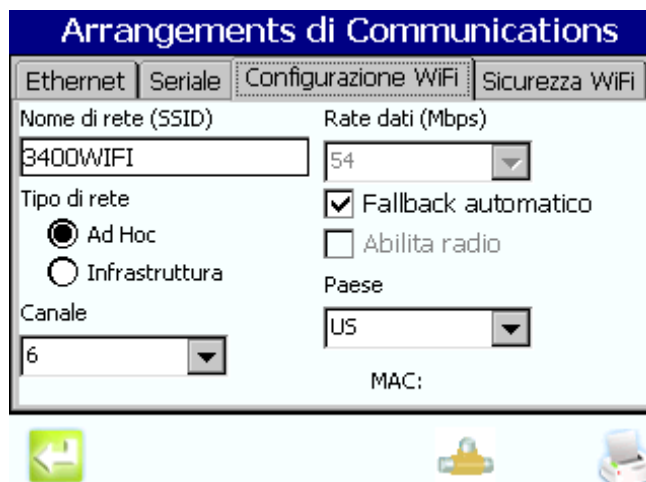 Arrangements di Communications
Ethernet Seriale Configurazione WiFi Sicurezza WiFi
Nome di rete (SSID) Rate dati (Mbps)
3400WIFI 54
Tipo di rete Fallback automatico
Ad Hoc Abilita radio
Infrastruttura Paese
Canale US
6
MAC: